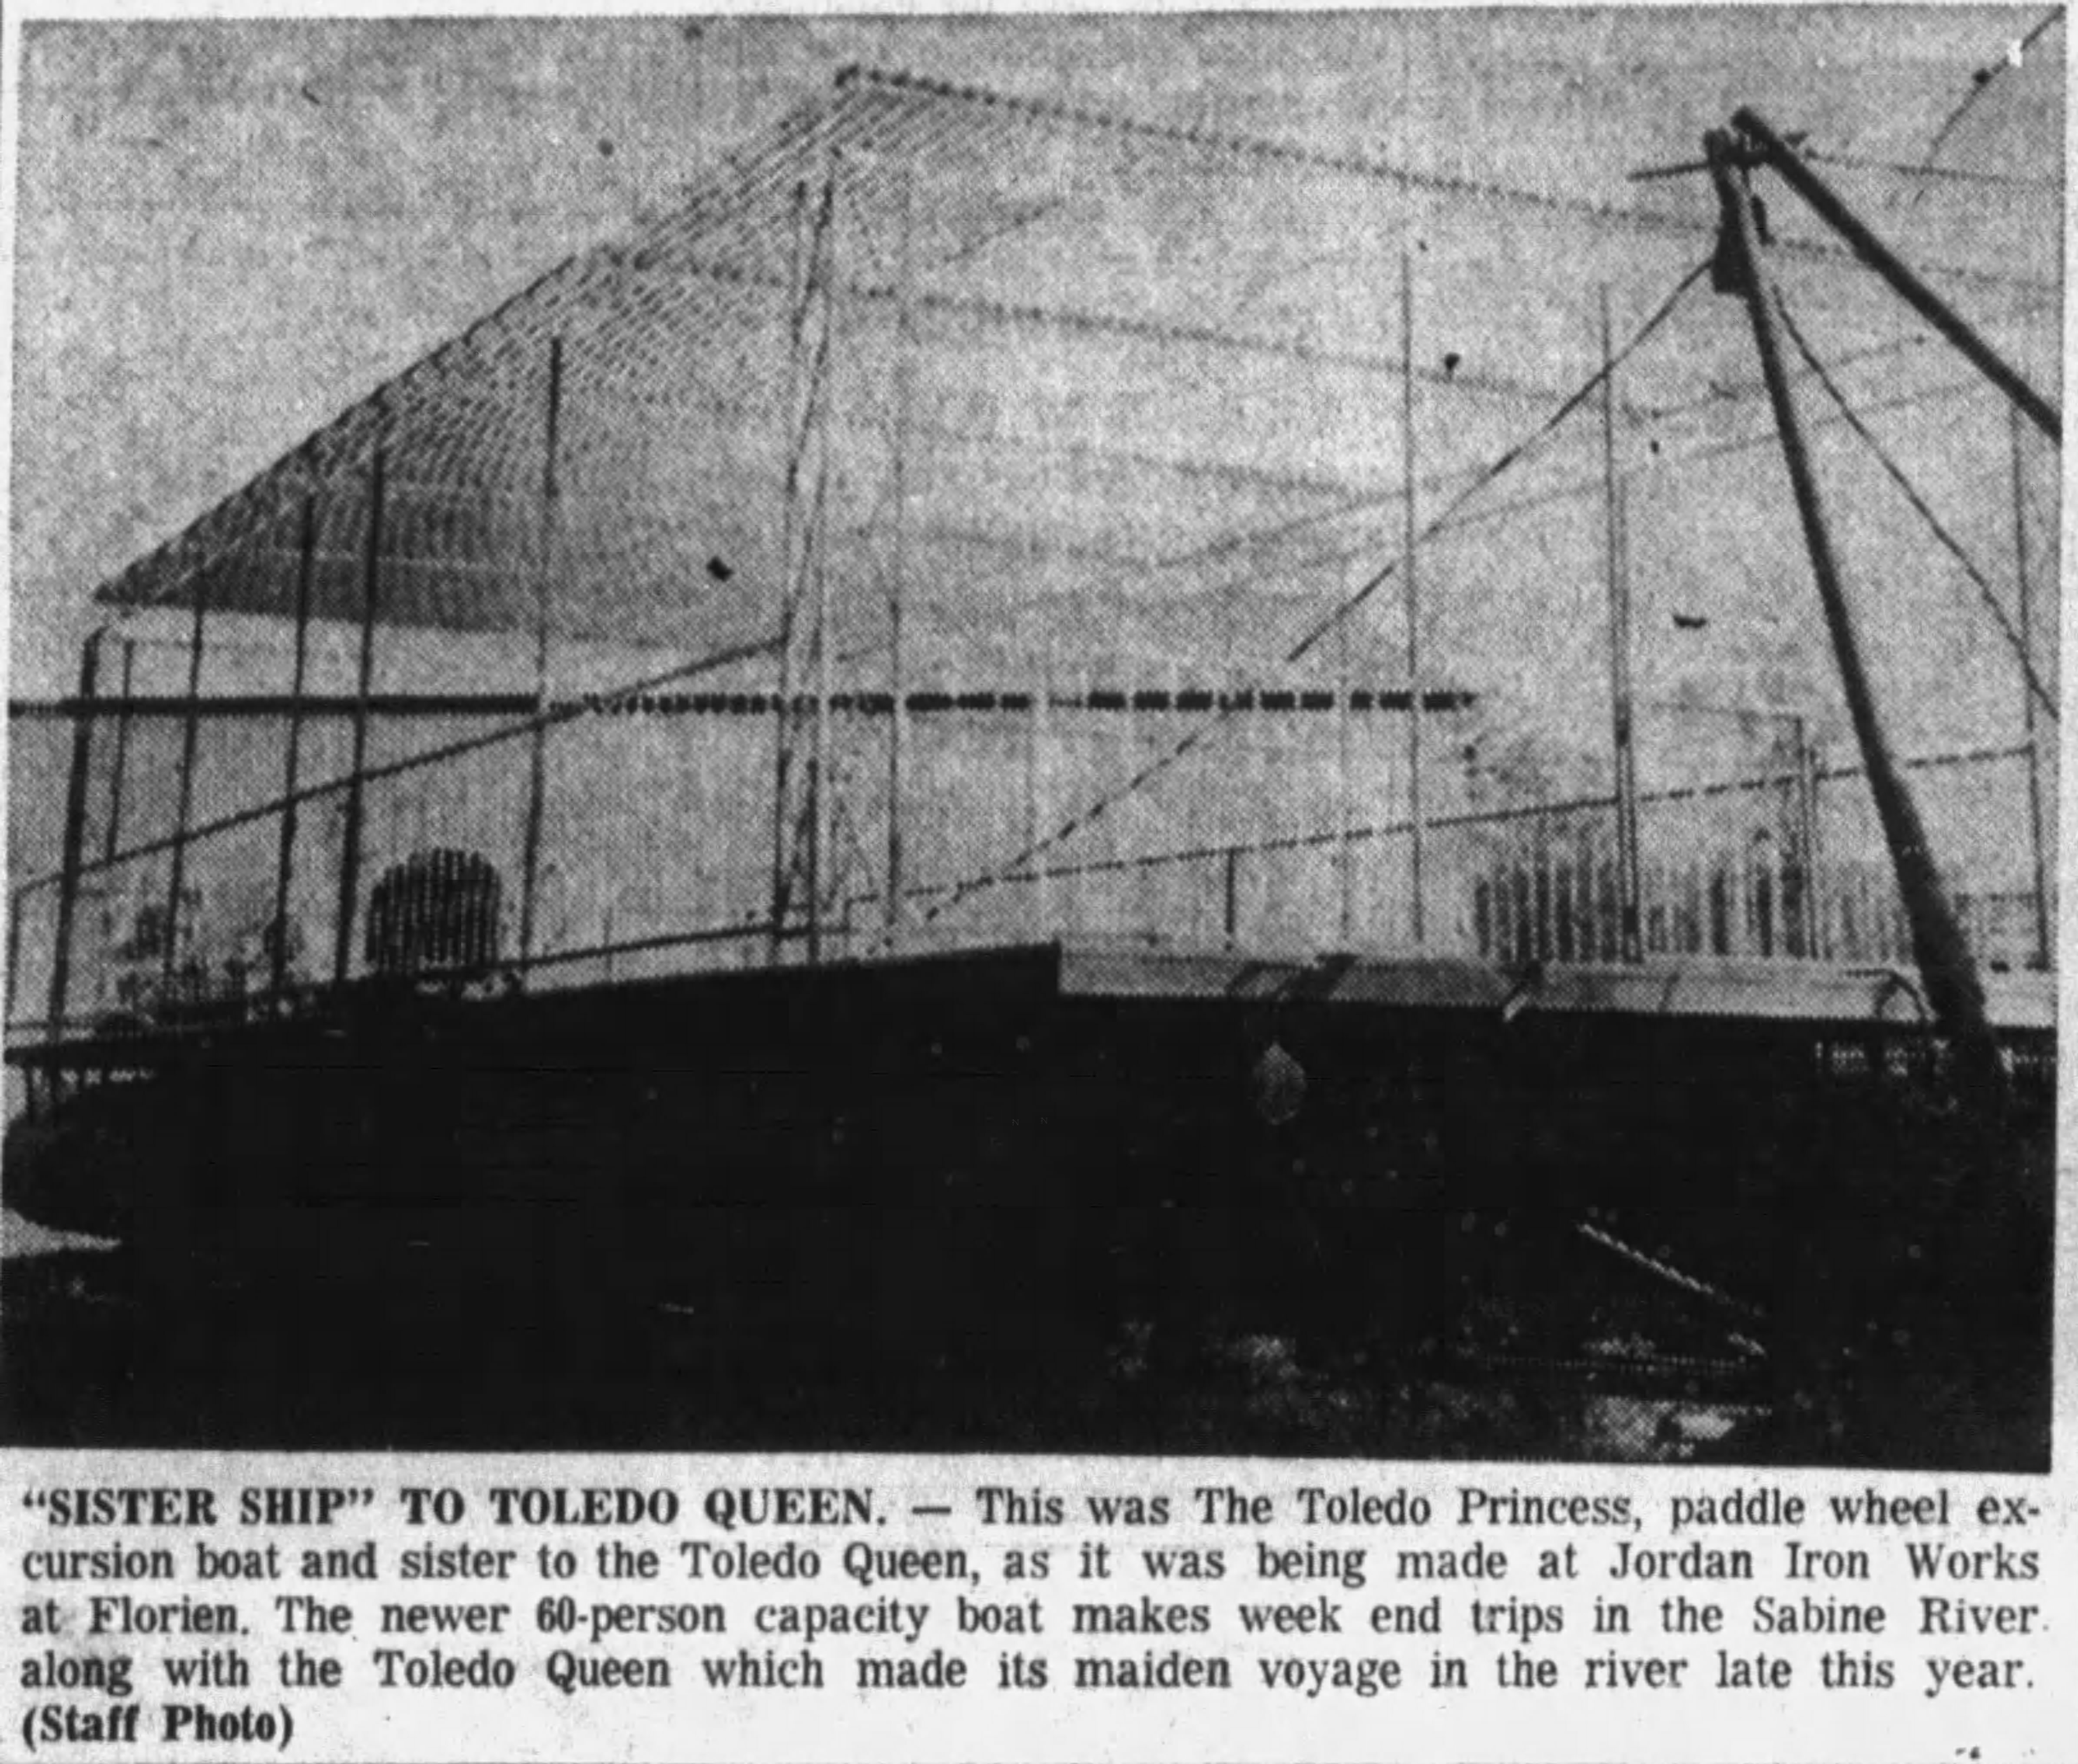 “SISTER SHIP” TO TOLEDO QUEEN. — This was The Toledo Princess, paddle wheel ex-
cursion boat and sister to the Toledo Queen, as it was being made at Jordan Iron Works
at Florien. The newer 60-person capacity boat makes week end trips in the Sabine River
along with the Toledo Queen which made its maiden voyage in the river late this year.
(Staff Photo)